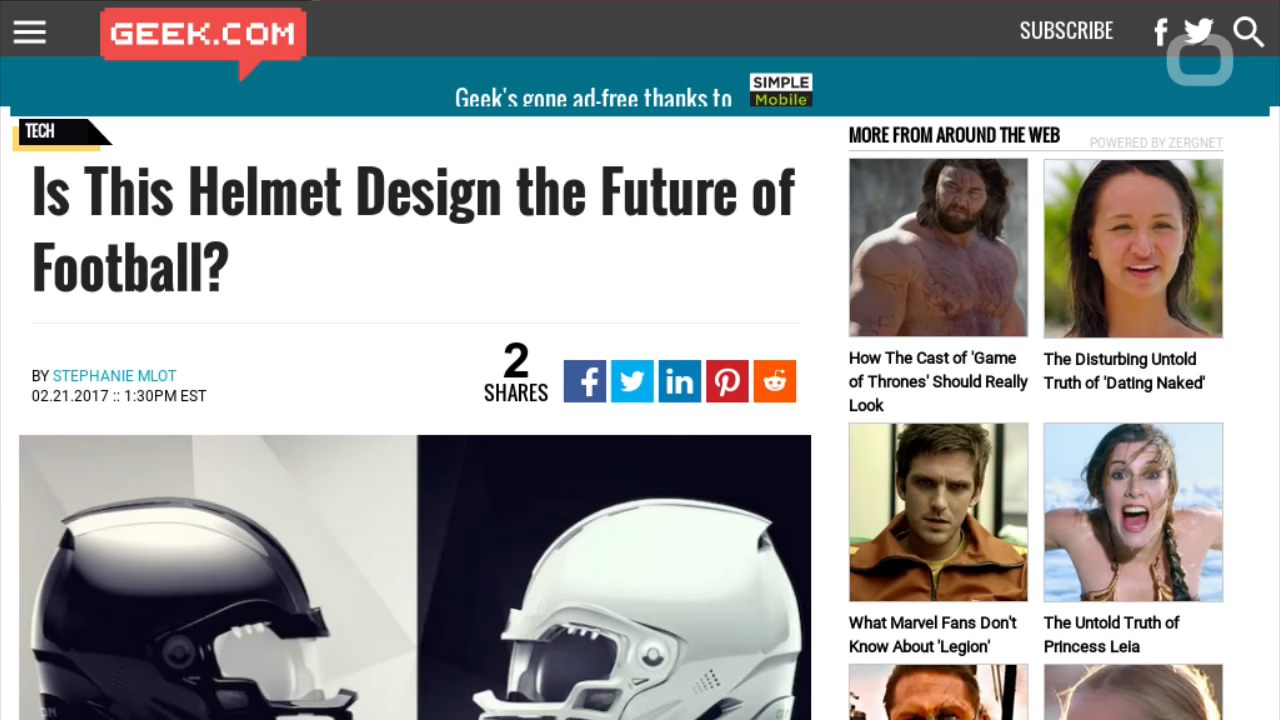 GEEK.COM
SUBSCRIBE
Geek's gone ad-free thanks to
SIMPLE
Mobile
TECH
Is This Helmet Design the Future of
Football?
BY STEPHANIE MLOT
02.21.2017 :: 1:30PM EST
2
SHARES
MORE FROM AROUND THE WEB
POWERED BY ZERGNET
How The Cast of 'Game
of Thrones' Should Really
Look
The Disturbing Untold
Truth of 'Dating Naked'
What Marvel Fans Don't
Know About 'Legion'
The Untold Truth of
Princess Leia